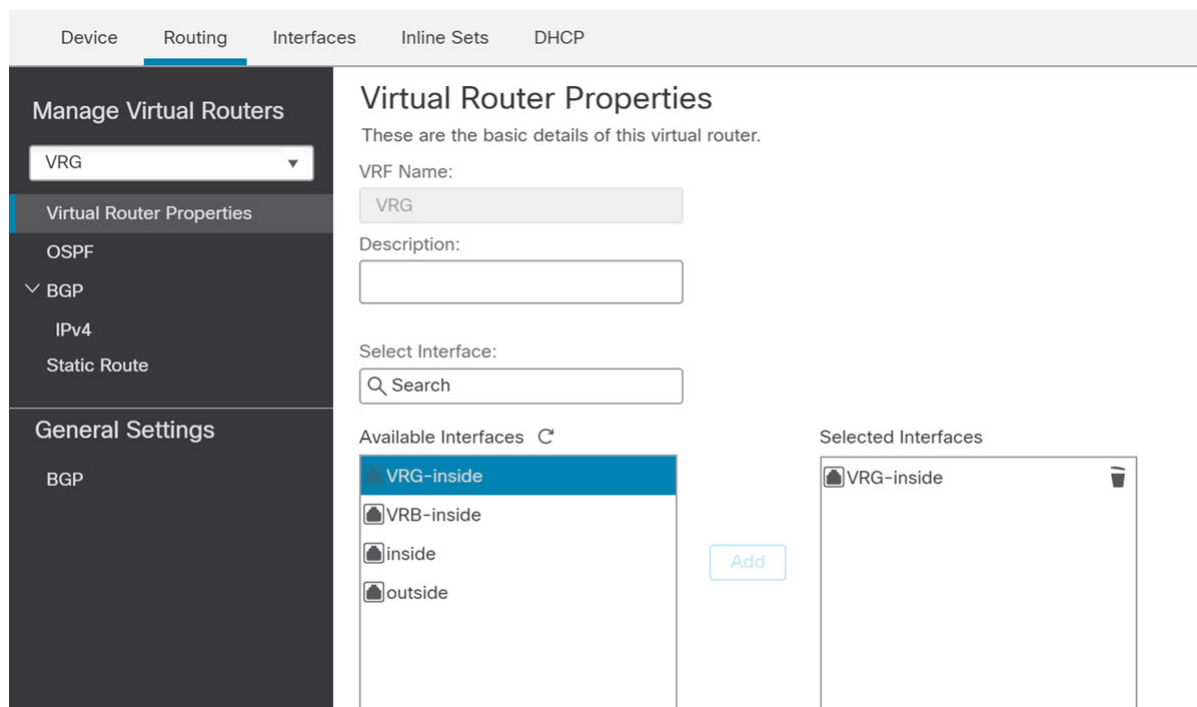 Device Routing Interfaces Inline Sets DHCP
Manage Virtual Routers
VRG
Virtual Router Properties
OSPF
BGP
IPv4
Static Route
General Settings
BGP
Virtual Router Properties
These are the basic details of this virtual router.
VRF Name:
VRG
Description:
Select Interface:
Search
Available Interfaces
VRG-inside
VRB-inside
inside
outside
Add
Selected Interfaces
VRG-inside